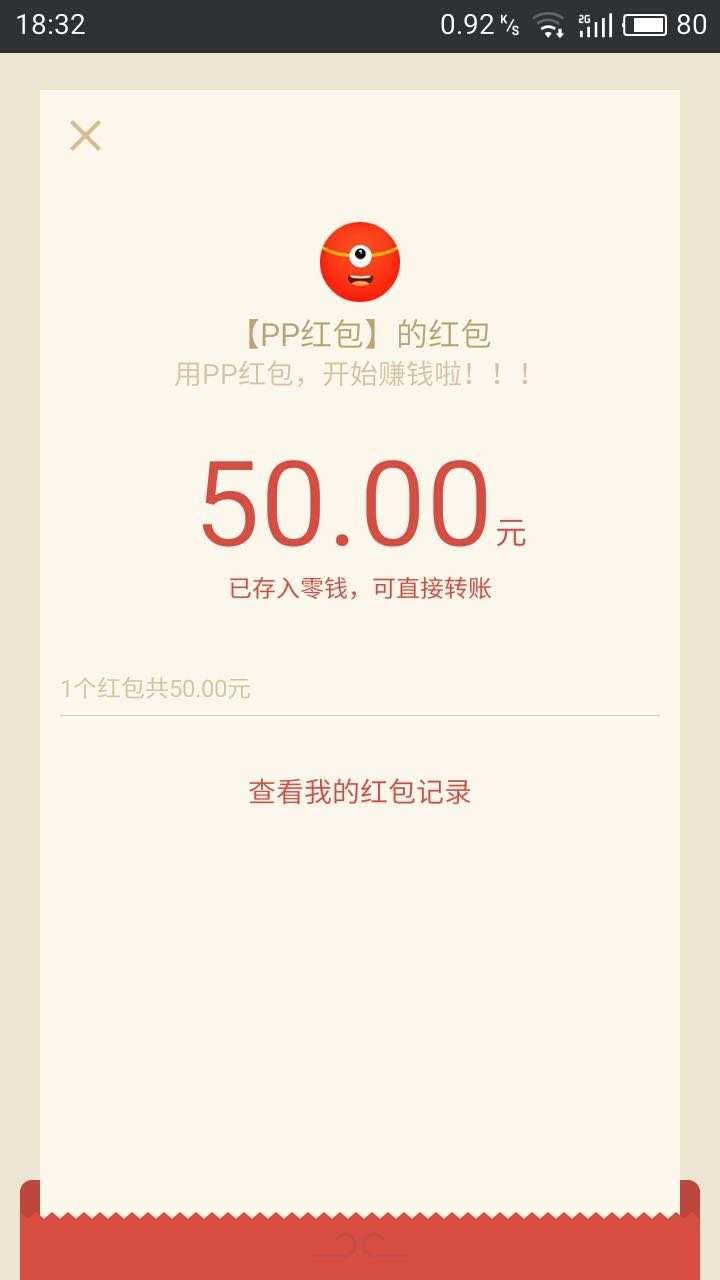 18:32 0.92 K/S 2G 80
【PP红包】的红包
用PP红包，开始赚钱啦！！！
50.00元
已存入零钱，可直接转账
1个红包共50.00元
查看我的红包记录